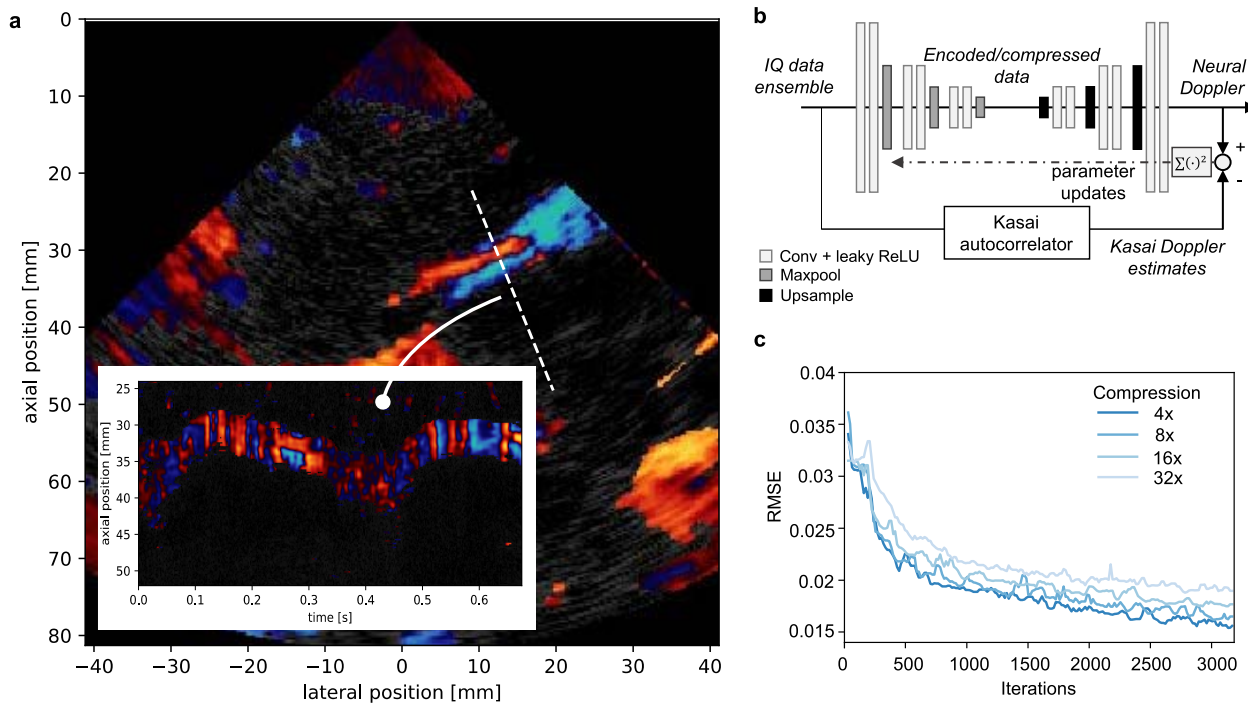 a
0
10
20
30
40
50
60
70
80
axial position [mm]
−40
−30
−20
−10
0
10
20
30
40
lateral position [mm]
25
30
35
40
45
50
axial position [mm]
0.0
0.1
0.2
0.3
0.4
0.5
0.6
time [s]
b
IQ data
ensemble
Encoded/compressed
data
Neural
Doppler
+
-
Σ(·)²
parameter
updates
Kasai
autocorrelator
Kasai Doppler
estimates
Conv + leaky ReLU
Maxpool
Upsample
c
0.04
0.03
0.02
0.015
RMSE
Compression
4x
8x
16x
32x
0
500
1000
1500
2000
2500
3000
Iterations